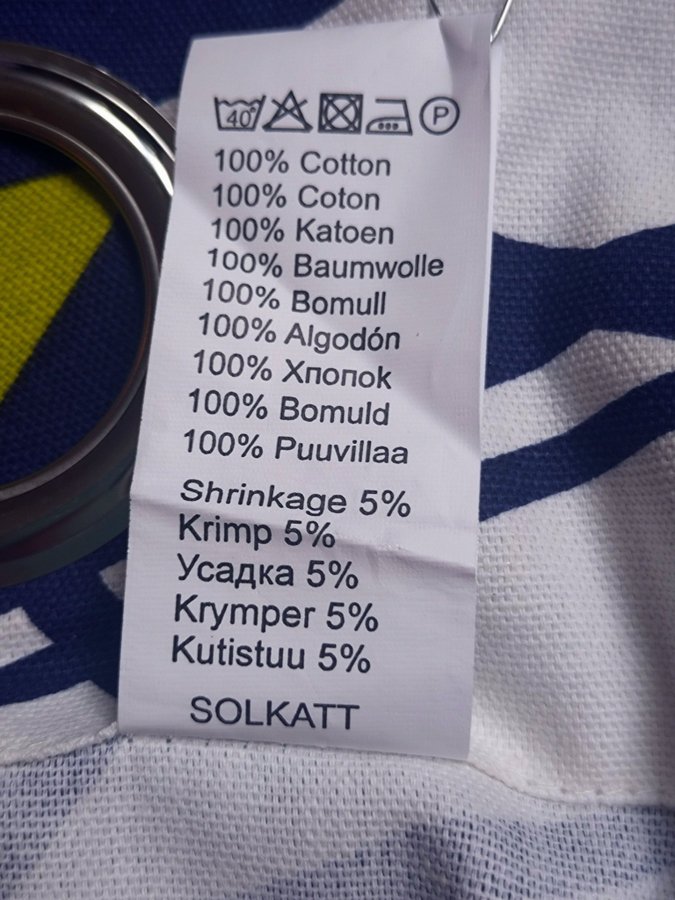 40° P
100% Cotton
100% Coton
100% Katoen
100% Baumwolle
100% Bomull
100% Algodón
100% Хлопок
100% Bomuld
100% Puuvillaa
Shrinkage 5%
Krimp 5%
Усадка 5%
Krymper 5%
Kutistuu 5%
SOLKATT